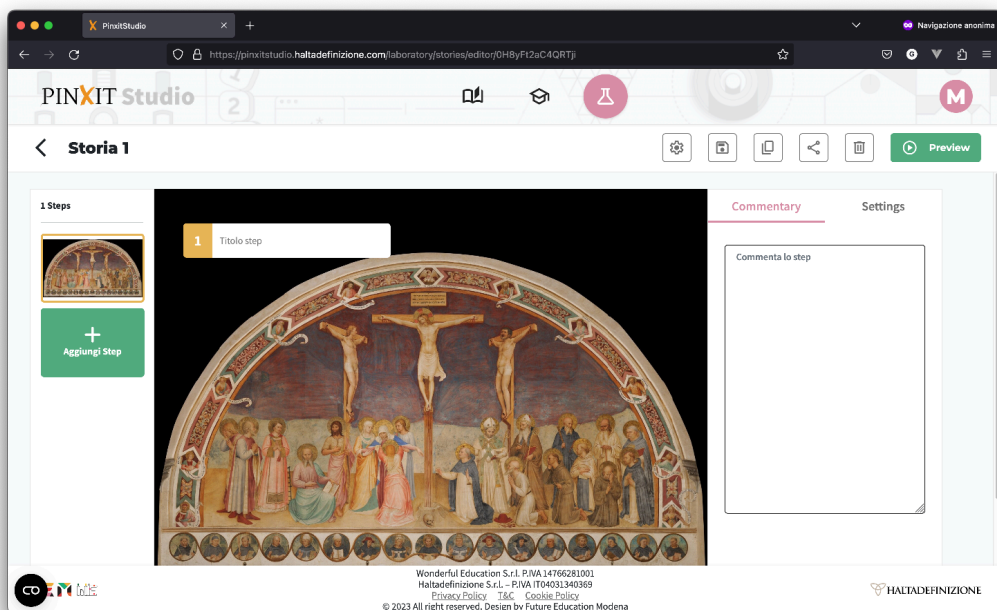 PinxitStudio
Navigazione anonima
https://pinxitstudio.haltadefinizione.com/laboratory/stories/editor/0H8yFt2aC4QRTji
PINXIT Studio
M
Storia 1
Preview
1 Steps
Aggiungi Step
1 Titolo step
Commentary
Settings
Commenta lo step
Wonderful Education S.r.l. P.IVA 14766281001
Haltadefinizione S.r.l. – P.IVA IT04031340369
Privacy Policy T&C Cookie Policy
© 2023 All right reserved. Design by Future Education Modena
HALTADEFINIZIONE